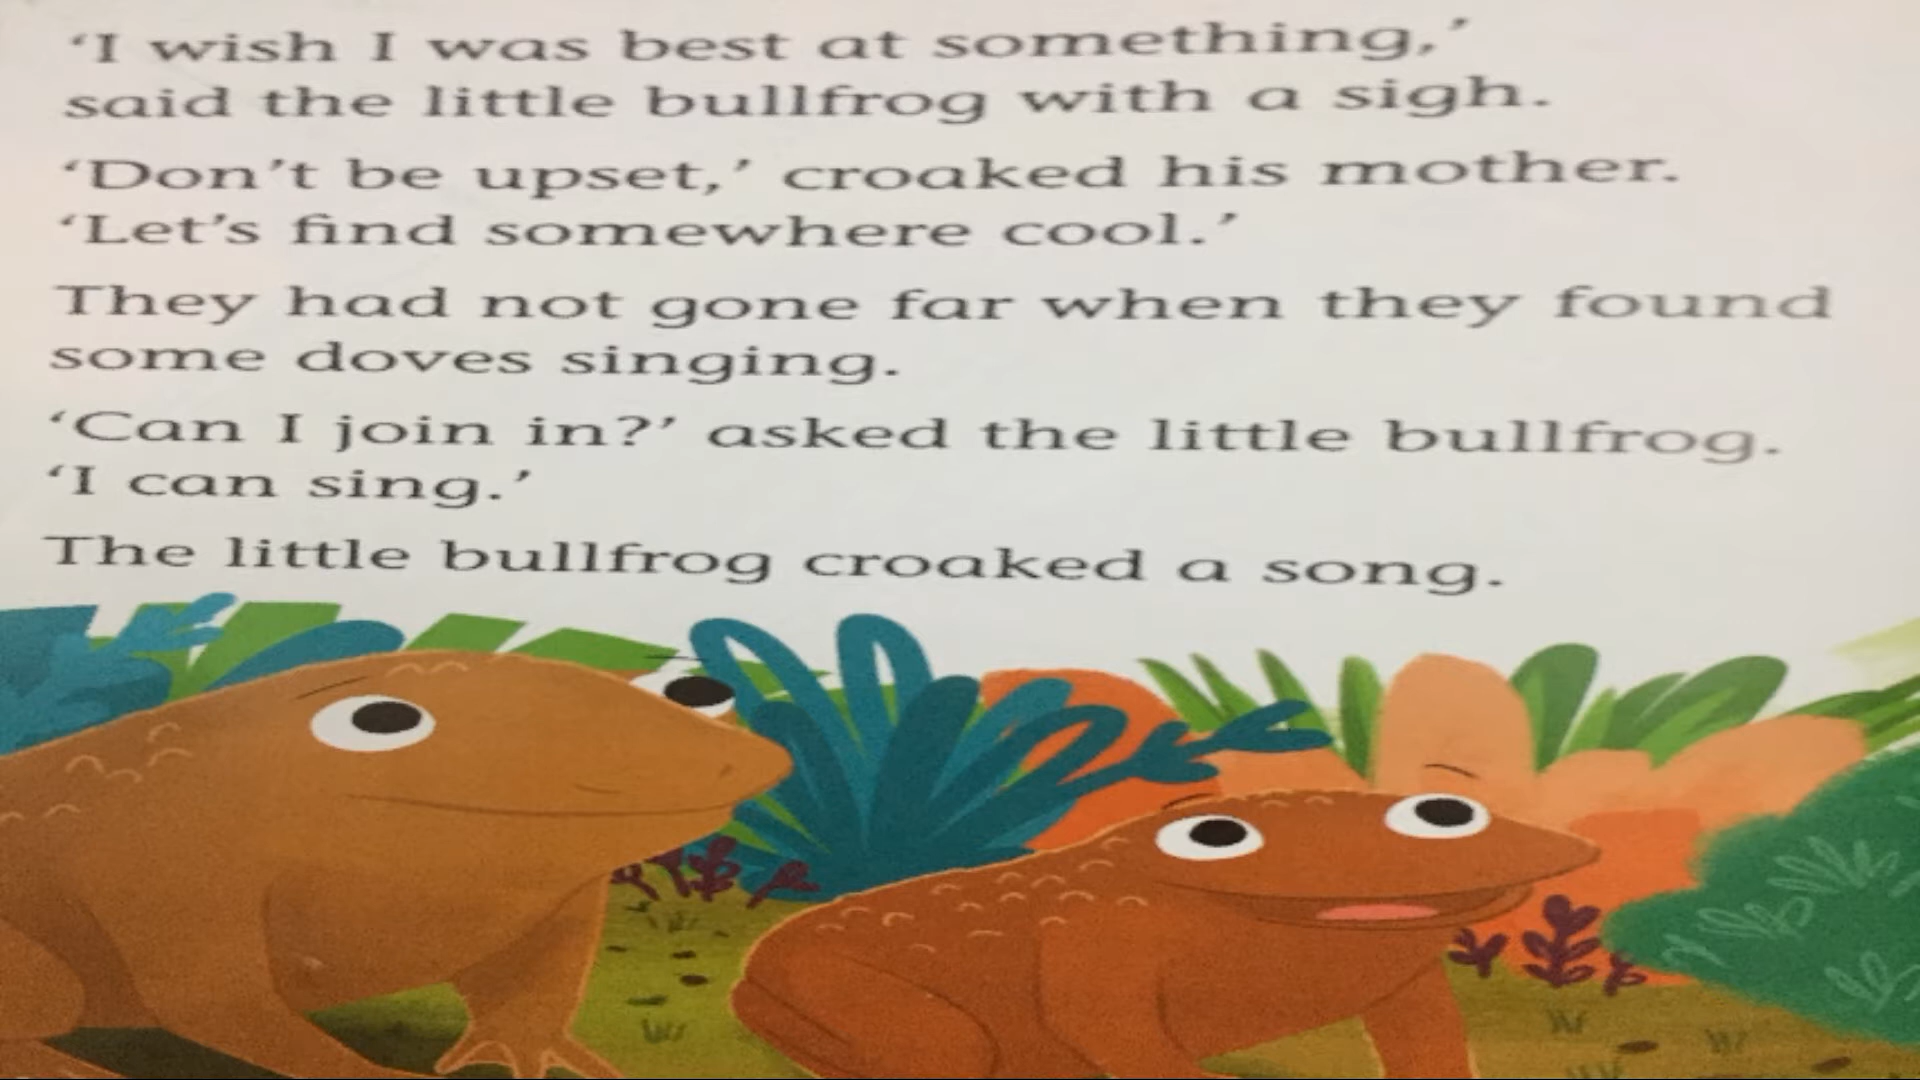 ‘I wish I was best at something,’
said the little bullfrog with a sigh.
‘Don’t be upset,’ croaked his mother.
‘Let’s find somewhere cool.’
They had not gone far when they found
some doves singing.
‘Can I join in?’ asked the little bullfrog.
‘I can sing.’
The little bullfrog croaked a song.